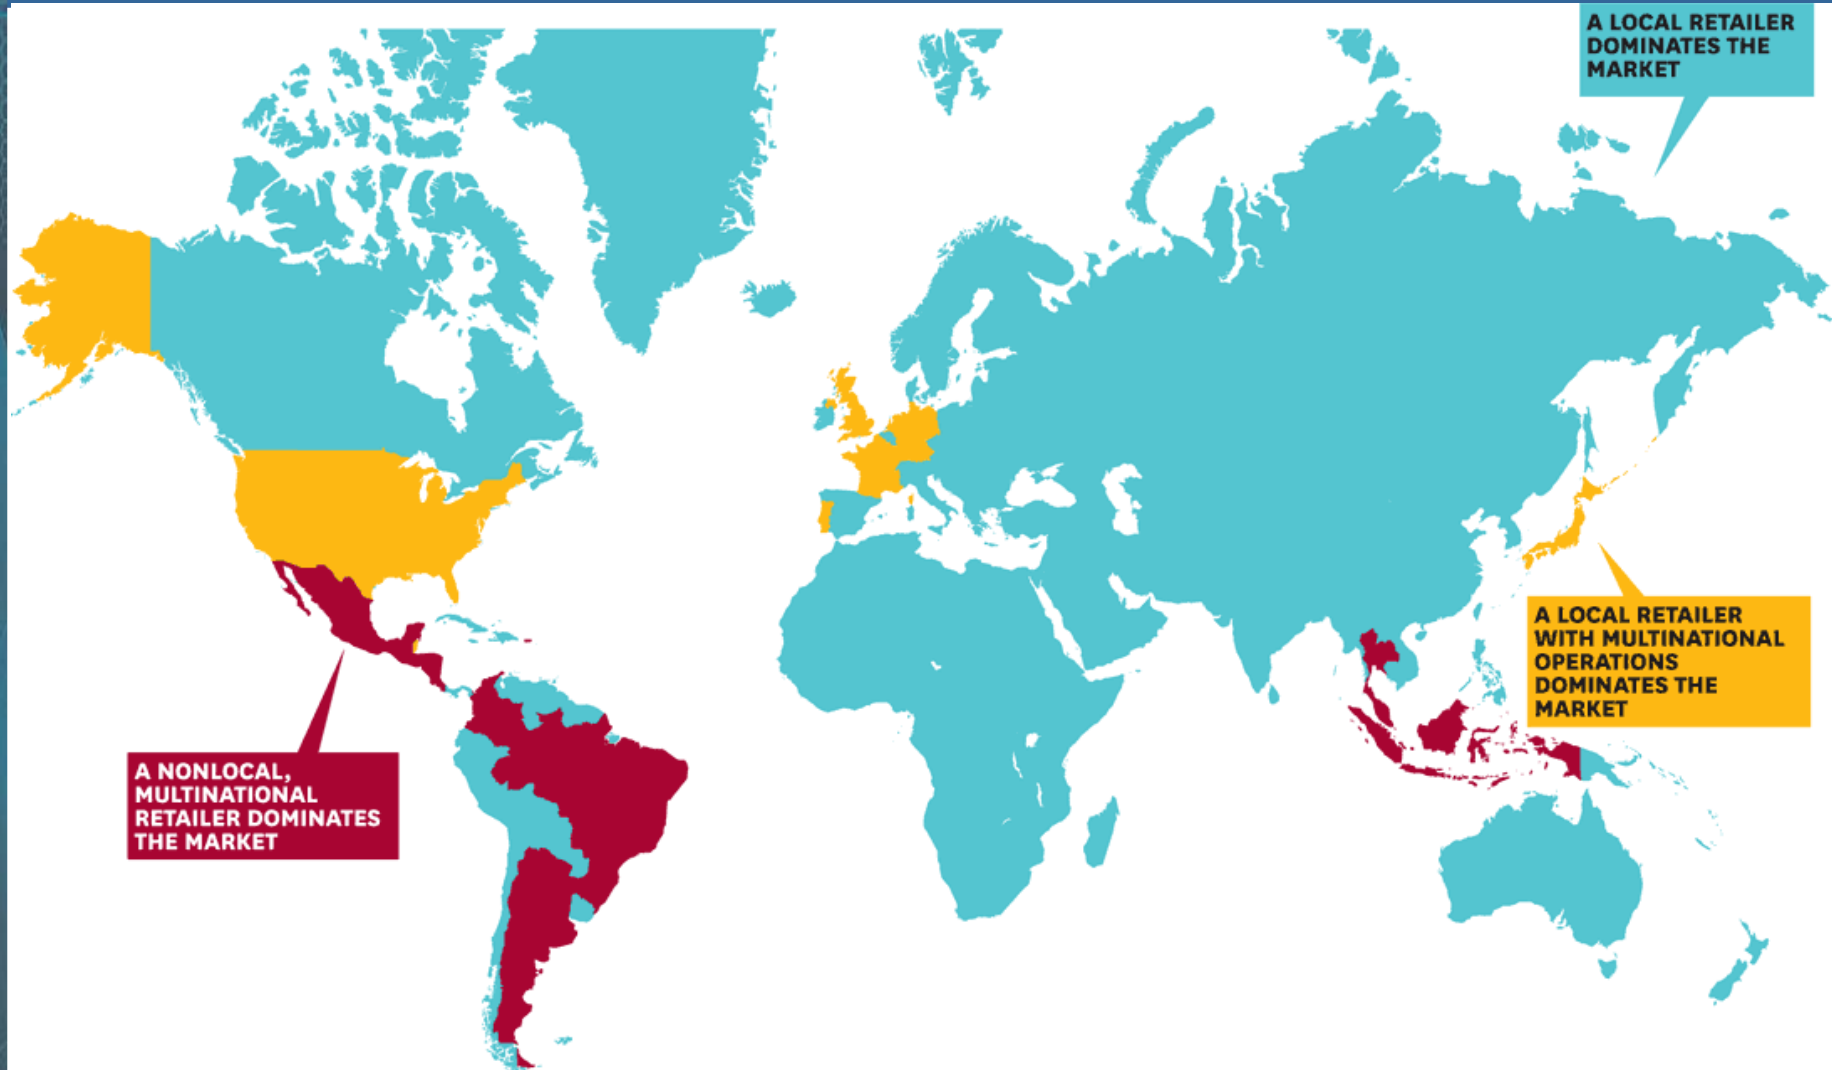 A LOCAL RETAILER
DOMINATES THE
MARKET
A LOCAL RETAILER
WITH MULTINATIONAL
OPERATIONS
DOMINATES THE
MARKET
A NONLOCAL,
MULTINATIONAL
RETAILER DOMINATES
THE MARKET